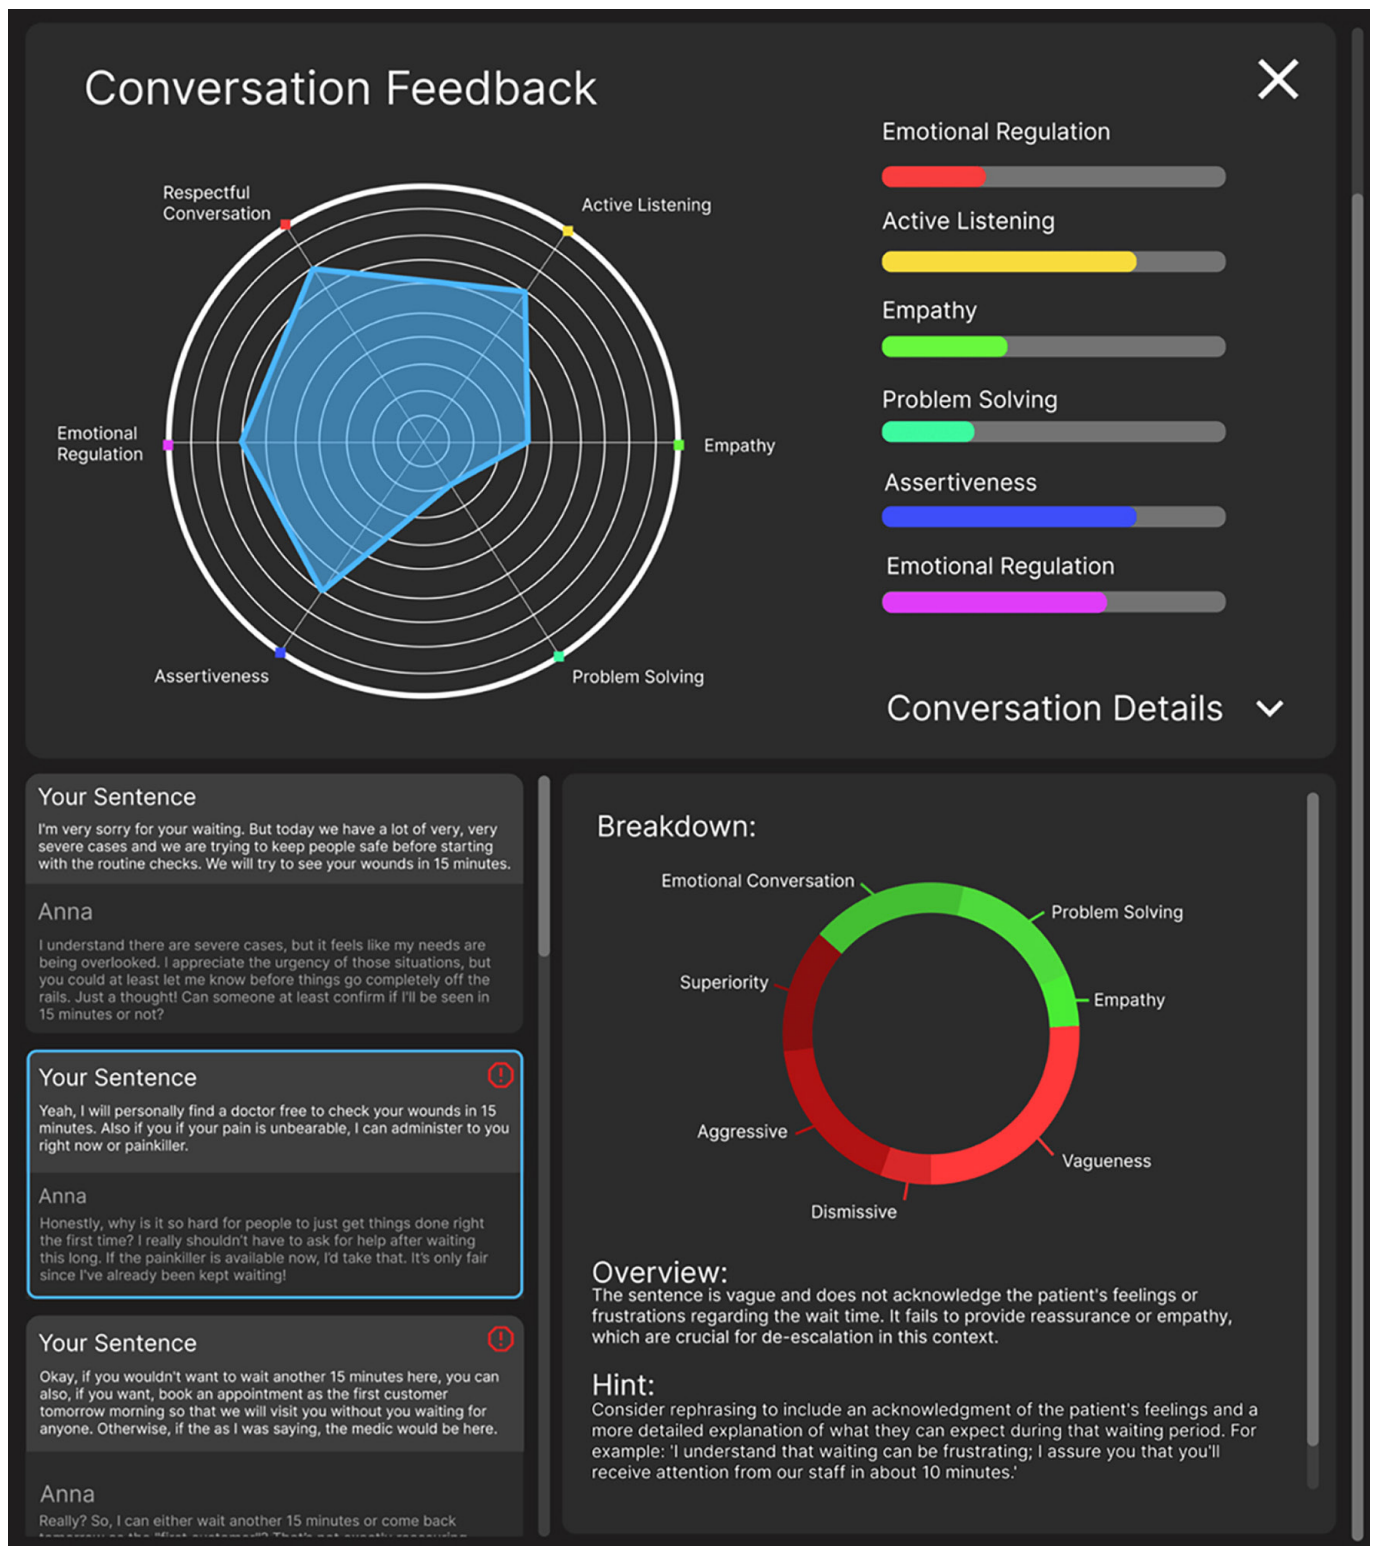 Conversation Feedback
Respectful
Conversation
Active Listening
Emotional
Regulation
Empathy
Assertiveness
Problem Solving
Emotional Regulation
Active Listening
Empathy
Problem Solving
Assertiveness
Emotional Regulation
Conversation Details
Your Sentence
I'm very sorry for your waiting. But today we have a lot of very, very
severe cases and we are trying to keep people safe before starting
with the routine checks. We will try to see your wounds in 15 minutes.
Anna
I understand there are severe cases, but it feels like my needs are
being overlooked. I appreciate the urgency of those situations, but
you could at least let me know before things go completely off the
rails. Just a thought! Can someone at least confirm if I'll be seen in
15 minutes or not?
Your Sentence
Yeah, I will personally find a doctor free to check your wounds in 15
minutes. Also if you if your pain is unbearable, I can administer to you
right now or painkiller.
Anna
Honestly, why is it so hard for people to just get things done right
the first time? I really shouldn't have to ask for help after waiting
this long. If the painkiller is available now, I'd take that. It's only fair
since I've already been kept waiting!
Your Sentence
Okay, if you wouldn't want to wait another 15 minutes here, you can
also, if you want, book an appointment as the first customer
tomorrow morning so that we will visit you without you waiting for
anyone. Otherwise, if the as I was saying, the medic would be here.
Anna
Really? So, I can either wait another 15 minutes or come back
tomorrow as the "first customer"? That's not exactly reassuring
Breakdown:
Emotional Conversation
Problem Solving
Superiority
Empathy
Aggressive
Vagueness
Dismissive
Overview:
The sentence is vague and does not acknowledge the patient's feelings or
frustrations regarding the wait time. It fails to provide reassurance or empathy,
which are crucial for de-escalation in this context.
Hint:
Consider rephrasing to include an acknowledgment of the patient's feelings and a
more detailed explanation of what they can expect during that waiting period. For
example: 'I understand that waiting can be frustrating; I assure you that you'll
receive attention from our staff in about 10 minutes.'